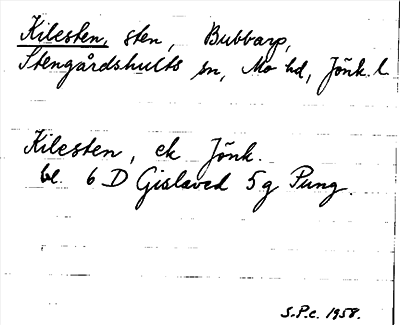 Kilesten, sten, Bubbarp,
Stengårdshults sn, Mo hd, Jönk. l.
Kilesten, ek Jönk.
bl. 6 D Gislaved 5 g Pung.
S.P.c. 1958.